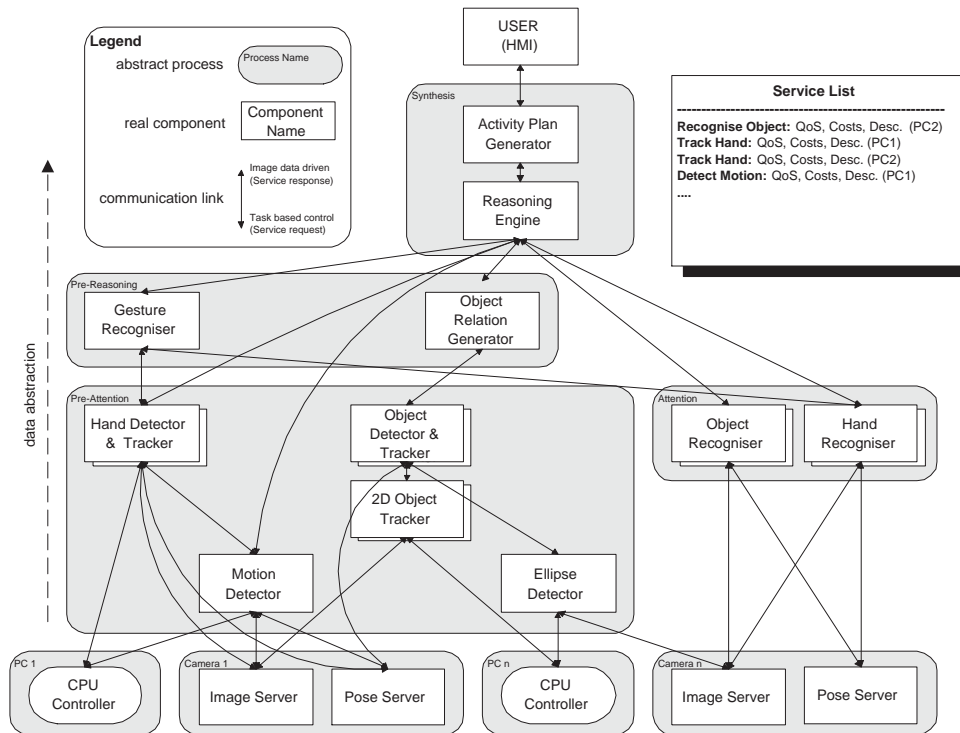 Legend
abstract process
Process Name
real component
Component
Name
Image data driven
(Service response)
communication link
Task based control
(Service request)
USER
(HMI)
Synthesis
Activity Plan
Generator
Reasoning
Engine
Service List
-------------------------------------------------------
Recognise Object: QoS, Costs, Desc. (PC2)
Track Hand: QoS, Costs, Desc. (PC1)
Track Hand: QoS, Costs, Desc. (PC2)
Detect Motion: QoS, Costs, Desc. (PC1)
....
data abstraction
Pre-Reasoning
Gesture
Recogniser
Object
Relation
Generator
Pre-Attention
Hand Detector
& Tracker
Object
Detector &
Tracker
2D Object
Tracker
Motion
Detector
Ellipse
Detector
Attention
Object
Recogniser
Hand
Recogniser
PC 1
CPU
Controller
Camera 1
Image Server
Pose Server
PC n
CPU
Controller
Camera n
Image Server
Pose Server